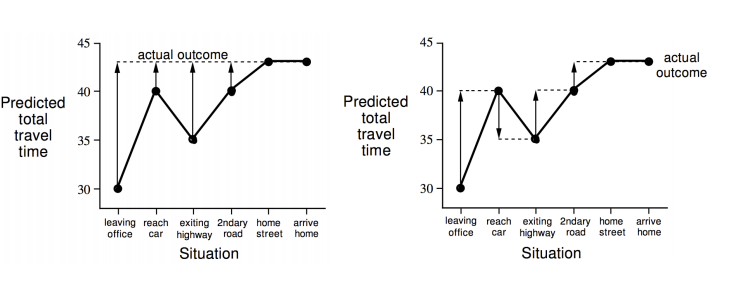 45
40
35
30
Predicted
total
travel
time
actual outcome
leaving
office
reach
car
exiting
highway
2ndary
road
home
street
arrive
home
Situation
45
40
35
30
Predicted
total
travel
time
actual
outcome
leaving
office
reach
car
exiting
highway
2ndary
road
home
street
arrive
home
Situation